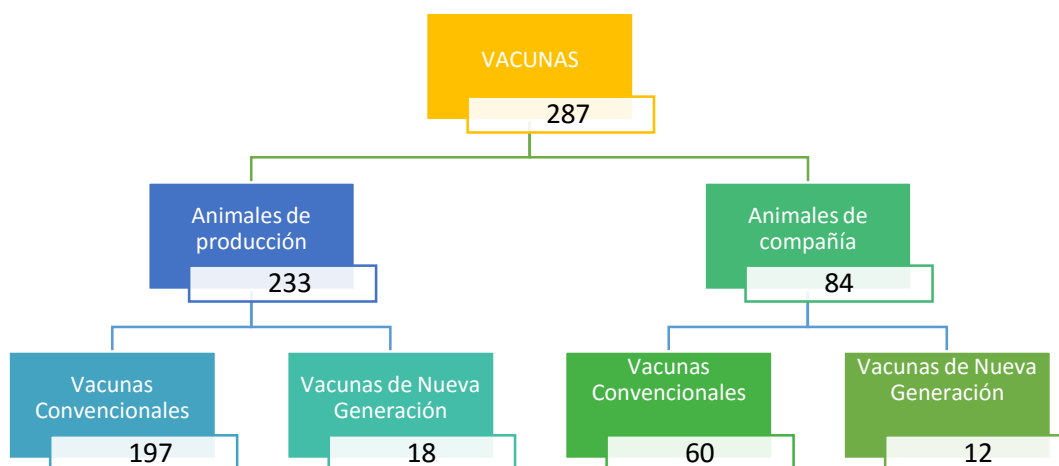 VACUNAS
287
Animales de
producción
233
Animales de
compañía
84
Vacunas
Convencionales
197
Vacunas de Nueva
Generación
18
Vacunas
Convencionales
60
Vacunas de Nueva
Generación
12